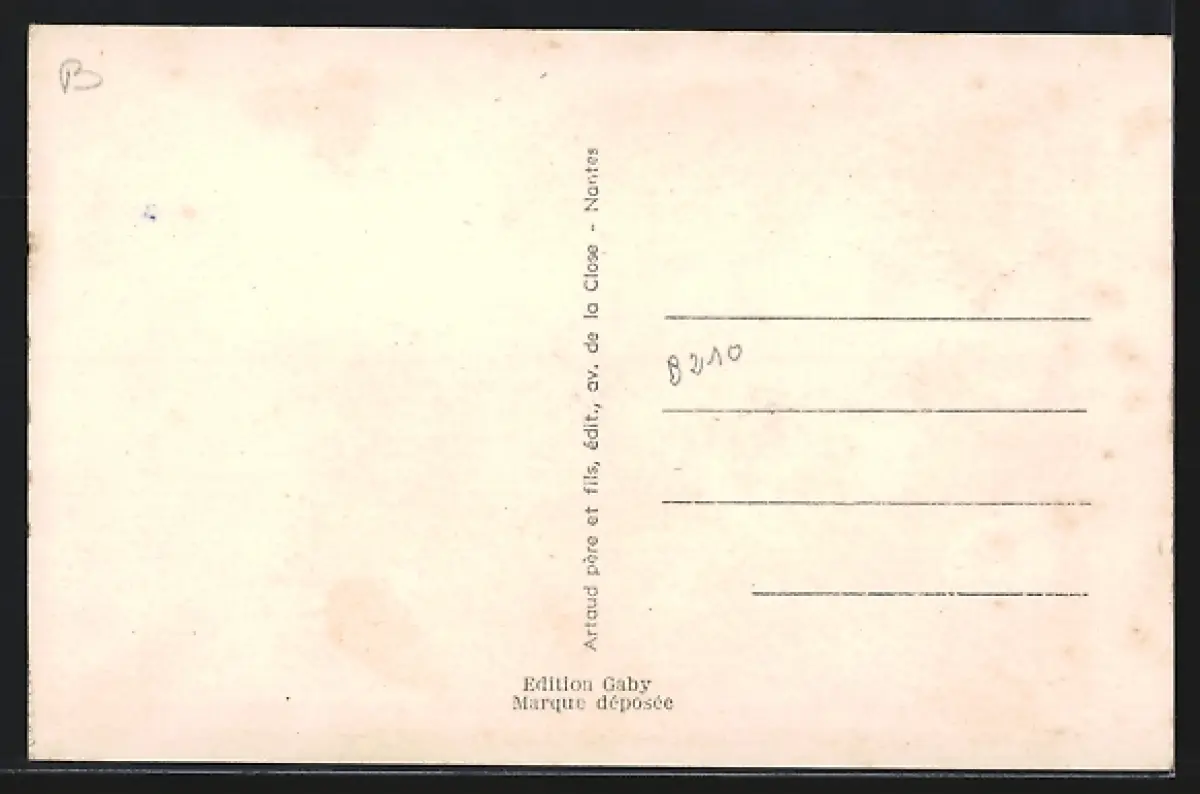 B
Artaud père et fils, édit., av. de la Close - Nantes
B210
Edition Gaby
Marque déposée